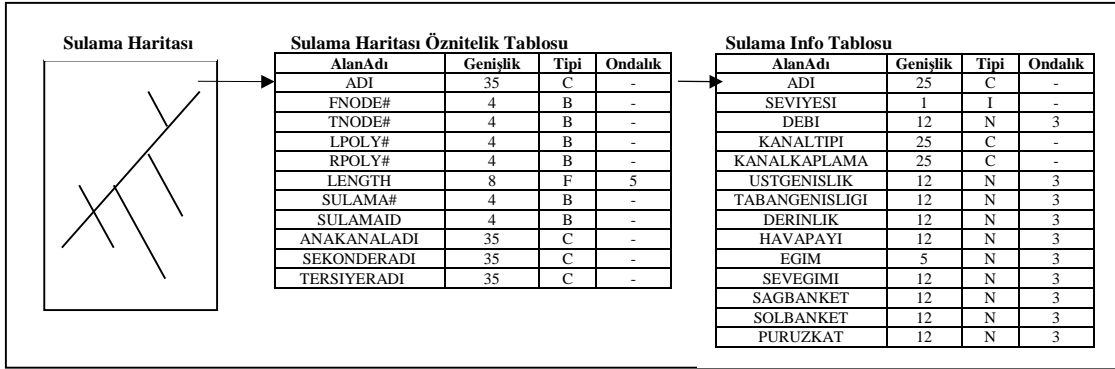 Sulama Haritası
Sulama Haritası Öznitelik Tablosu
AlanAdı Genişlik Tipi Ondalık
ADI 35 C -
FNODE# 4 B -
TNODE# 4 B -
LPOLY# 4 B -
RPOLY# 4 B -
LENGTH 8 F 5
SULAMA# 4 B -
SULAMAID 4 B -
ANAKANALADI 35 C -
SEKONDERADI 35 C -
TERSIYERADI 35 C -
Sulama Info Tablosu
AlanAdı Genişlik Tipi Ondalık
ADI 25 C -
SEVIYESI 1 I -
DEBI 12 N 3
KANALTIPI 25 C -
KANALKAPLAMA 25 C -
USTGENISLIK 12 N 3
TABANGENISLIGI 12 N 3
DERINLIK 12 N 3
HAVAPAYI 12 N 3
EGIM 5 N 3
SEVEGIMI 12 N 3
SAGBANKET 12 N 3
SOLBANKET 12 N 3
PURUZKAT 12 N 3